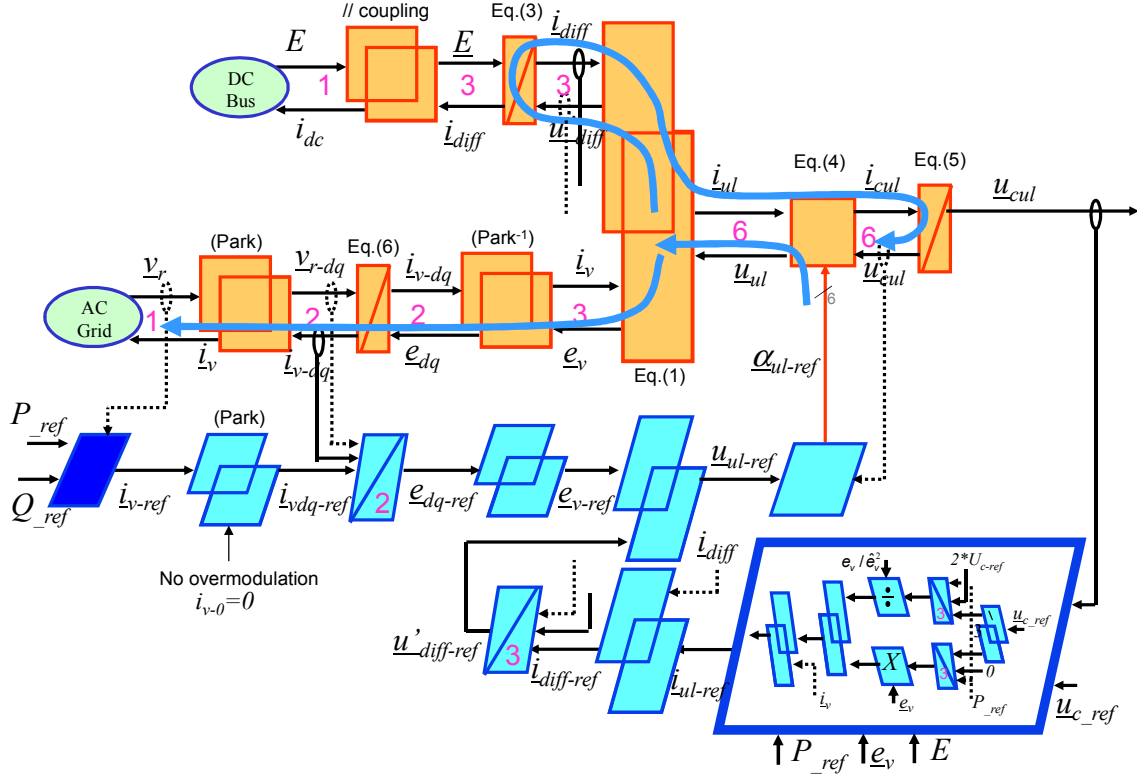 // coupling
Eq.(3)
i_diff
E
E
DC
Bus
1
3
3
i_dc
i_diff
u_diff
Eq.(4)
Eq.(5)
i_ul
i_cul
u_cul
6
6
u_ul
u_cul
6
(Park)
Eq.(6)
(Park-1)
v_r
v_r-dq
i_v-dq
i_v
AC
Grid
1
2
2
3
i_v
i_v-dq
e_dq
e_v
Eq.(1)
α_ul-ref
P_ref
(Park)
Q_ref
i_v-ref
i_vdq-ref
2
e_dq-ref
e_v-ref
u_ul-ref
No overmodulation
i_v-0=0
i_diff
u'_diff-ref
3
i_diff-ref
i_ul-ref
e_v / ê_v^2
2*U_c-ref
÷
3
u_c_ref
X
3
0
i_v
e_v
P_ref
u_c_ref
P_ref
e_v
E